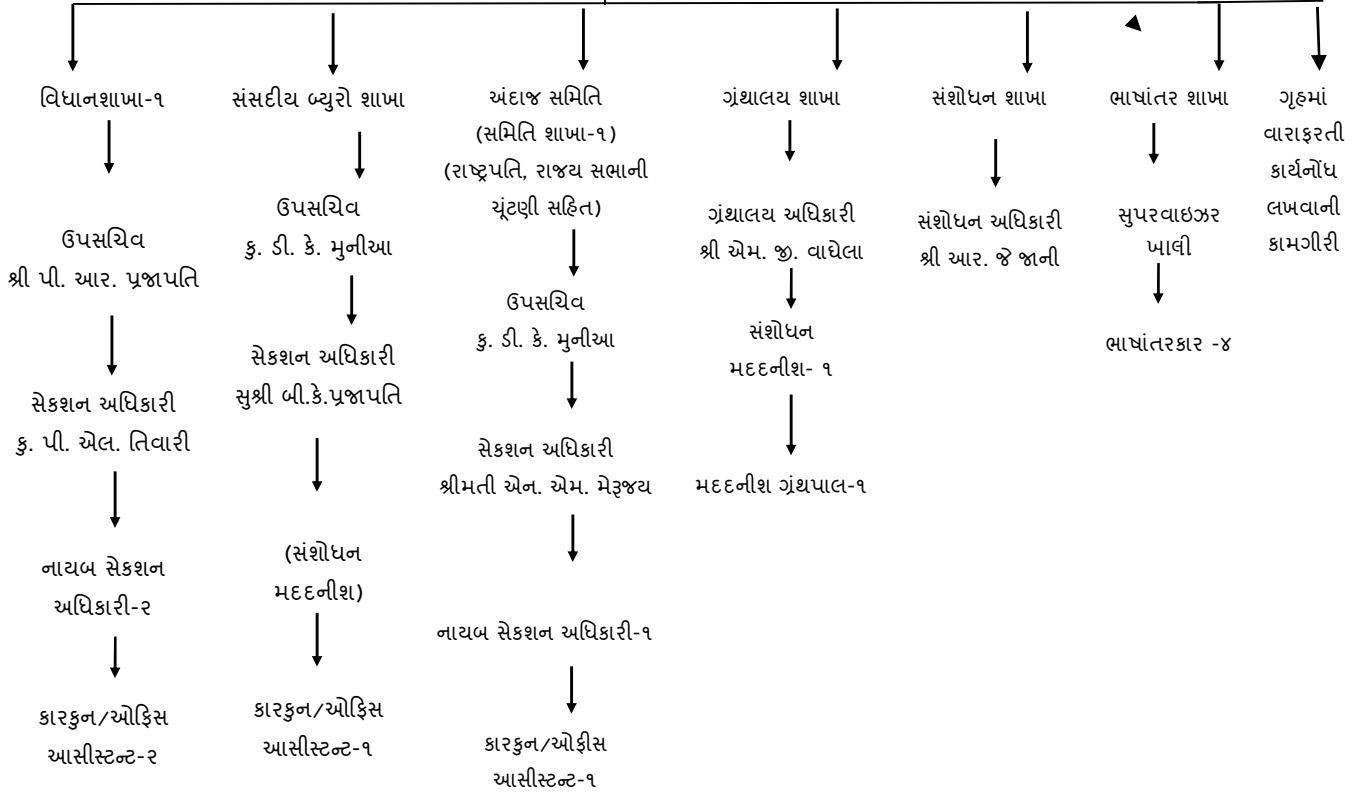 વિધાનશાખા-૧
ઉપસચિવ
શ્રી પી. આર. પ્રજાપતિ
સેકશન અધિકારી
કુ. પી. એલ. તિવારી
નાયબ સેકશન
અધિકારી-૨
કારકુન/ઓફિસ
આસીસ્ટન્ટ-૨
સંસદીય બ્યુરો શાખા
ઉપસચિવ
કુ. ડી. કે. મુનીઆ
સેકશન અધિકારી
સુશ્રી બી.કે.પ્રજાપતિ
(સંશોધન
મદદનીશ)
કારકુન/ઓફિસ
આસીસ્ટન્ટ-૧
અંદાજ સમિતિ
(સમિતિ શાખા-૧)
(રાષ્ટ્રપતિ, રાજય સભાની
ચૂંટણી સહિત)
ઉપસચિવ
કુ. ડી. કે. મુનીઆ
સેકશન અધિકારી
શ્રીમતી એન. એમ. મેરૂજય
નાયબ સેકશન અધિકારી-૧
કારકુન/ઓફીસ
આસીસ્ટન્ટ-૧
ગ્રંથાલય શાખા
ગ્રંથાલય અધિકારી
શ્રી એમ. જી. વાઘેલા
સંશોધન
મદદનીશ- ૧
મદદનીશ ગ્રંથપાલ-૧
સંશોધન શાખા
સંશોધન અધિકારી
શ્રી આર. જે જાની
ભાષાંતર શાખા
સુપરવાઇઝર
ખાલી
ભાષાંતરકાર -૪
ગૃહમાં
વારાફરતી
કાર્યનોંધ
લખવાની
કામગીરી